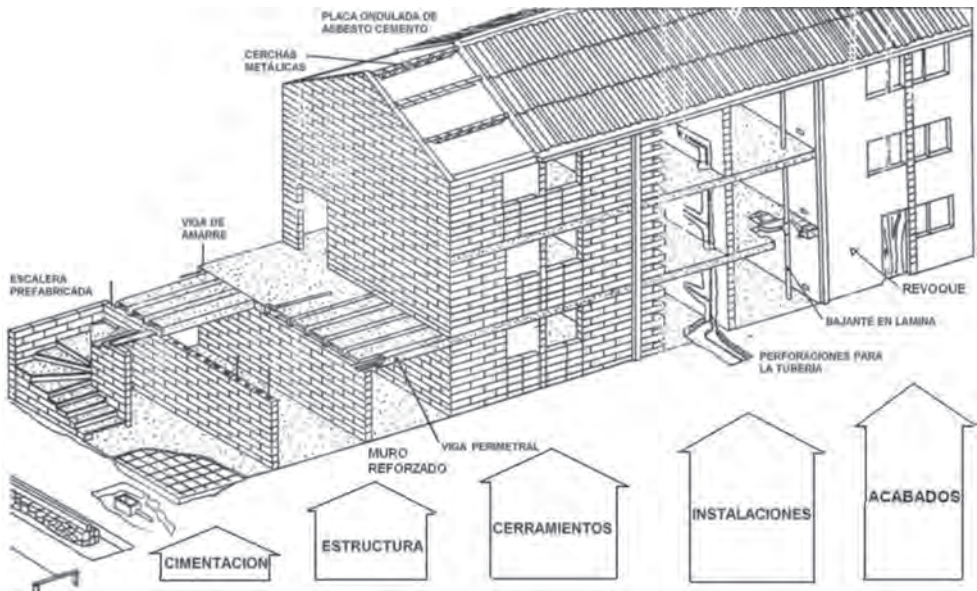 PLACA ONDULADA DE
ASBESTO CEMENTO
CERCHAS
METÁLICAS
VIGA DE
AMARRE
ESCALERA
PREFABRICADA
REVOQUE
BAJANTE EN LAMINA
PERFORACIONES PARA
LA TUBERIA
VIGA PERIMETRAL
MURO
REFORZADO
CIMENTACION
ESTRUCTURA
CERRAMIENTOS
INSTALACIONES
ACABADOS